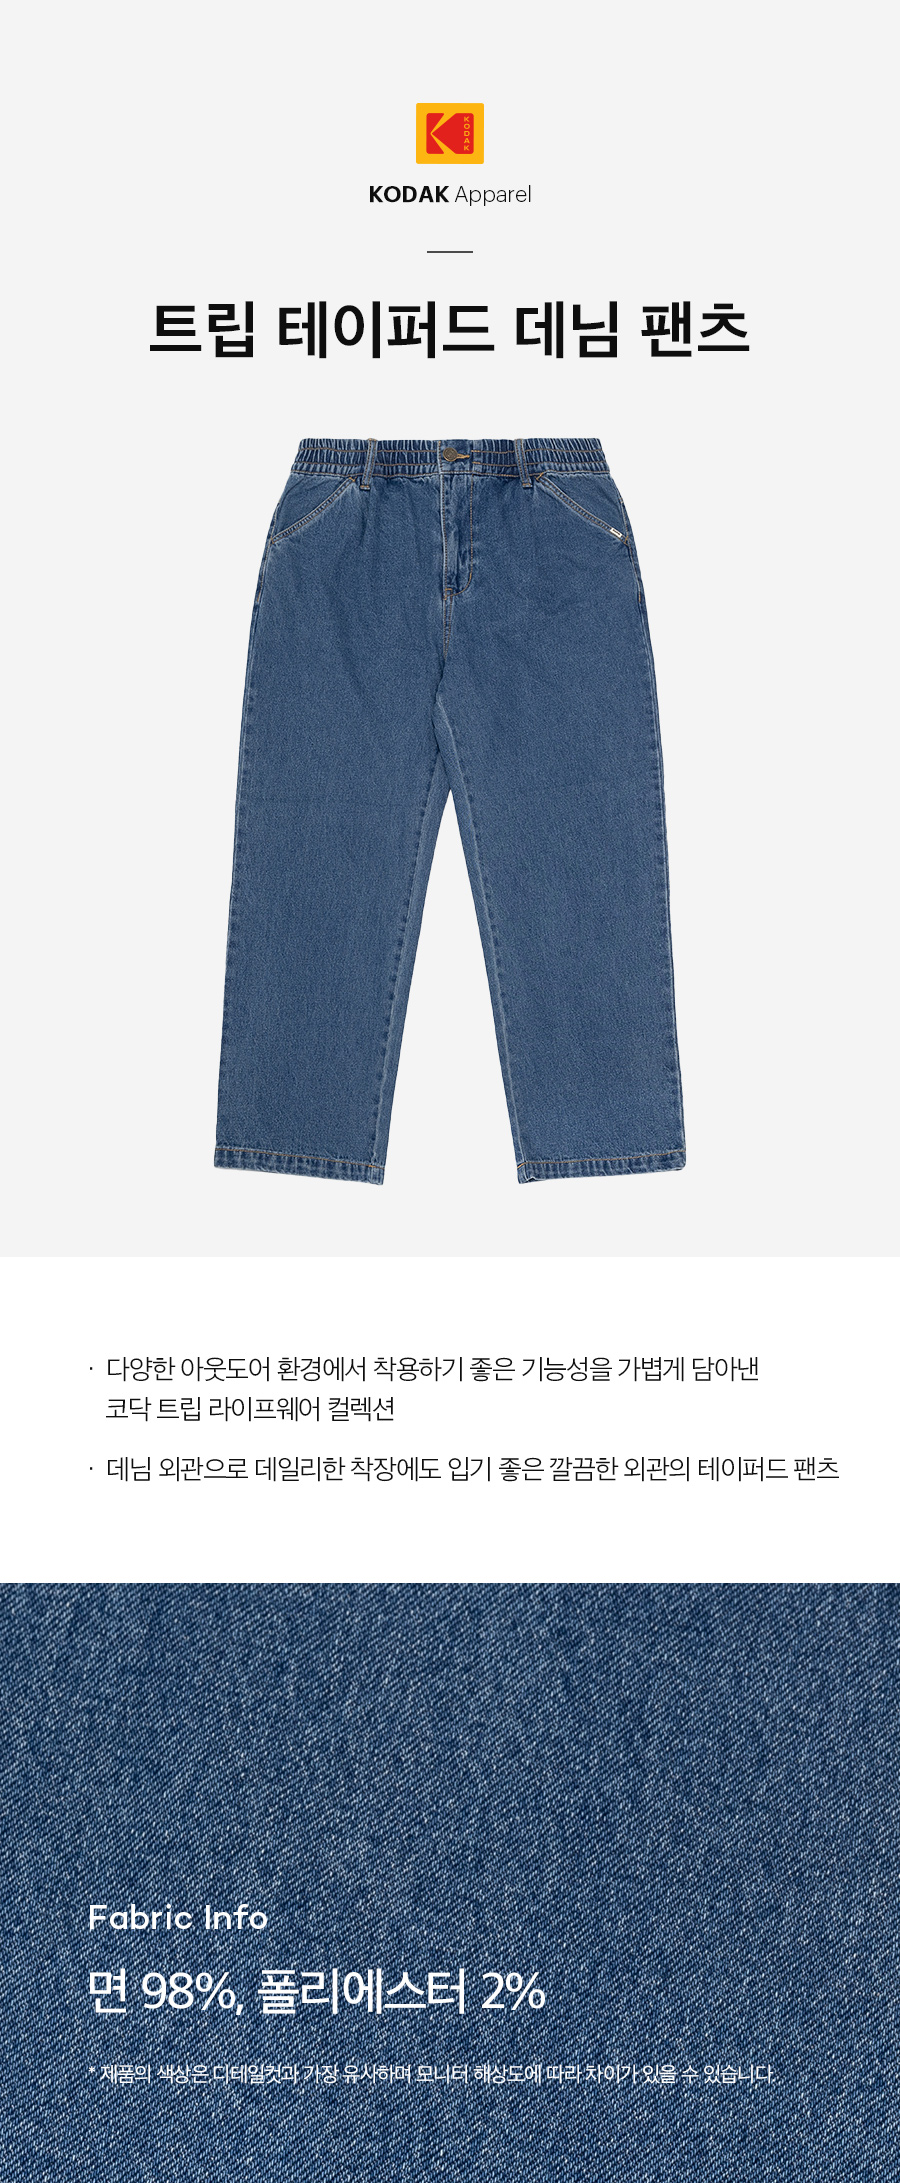 KODAK
KODAK Apparel
트립 테이퍼드 데님 팬츠
· 다양한 아웃도어 환경에서 착용하기 좋은 기능성을 가볍게 담아낸
코닥 트립 라이프웨어 컬렉션
· 데님 외관으로 데일리한 착장에도 입기 좋은 깔끔한 외관의 테이퍼드 팬츠
Fabric Info
면 98%, 폴리에스터 2%
* 제품의 색상은 디테일컷과 가장 유사하며 모니터 해상도에 따라 차이가 있을 수 있습니다.